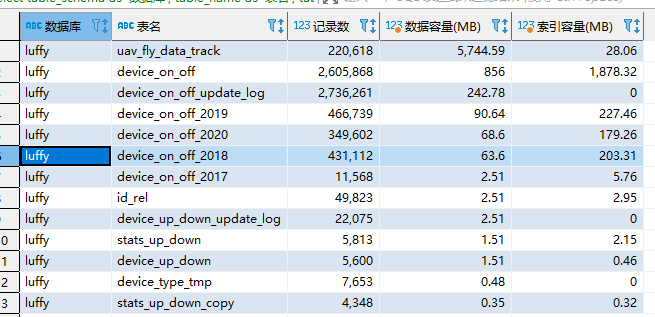 数据库 表名 123 记录数 123 数据容量(MB) 123 索引容量(MB)
luffy uav_fly_data_track 220,618 5,744.59 28.06
2 luffy device_on_off 2,605,868 856 1,878.32
luffy device_on_off_update_log 2,736,261 242.78 0
4 luffy device_on_off_2019 466,739 90.64 227.46
5 luffy device_on_off_2020 349,602 68.6 179.26
6 luffy device_on_off_2018 431,112 63.6 203.31
7 luffy device_on_off_2017 11,568 2.51 5.76
8 luffy id_rel 49,823 2.51 2.95
9 luffy device_up_down_update_log 22,075 2.51 0
0 luffy stats_up_down 5,813 1.51 2.15
1 luffy device_up_down 5,600 1.51 0.46
2 luffy device_type_tmp 7,653 0.48 0
3 luffy stats_up_down_copy 4,348 0.35 0.32